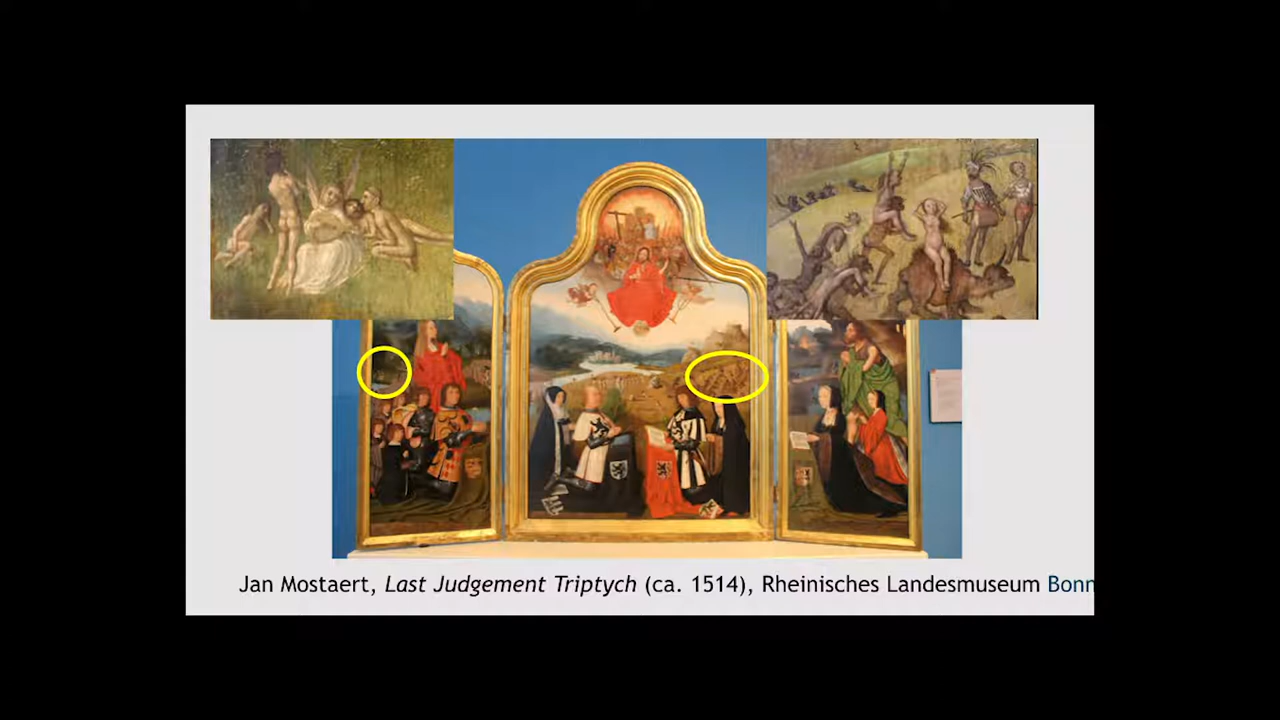 Jan Mostaert, Last Judgement Triptych (ca. 1514), Rheinisches Landesmuseum Bonn